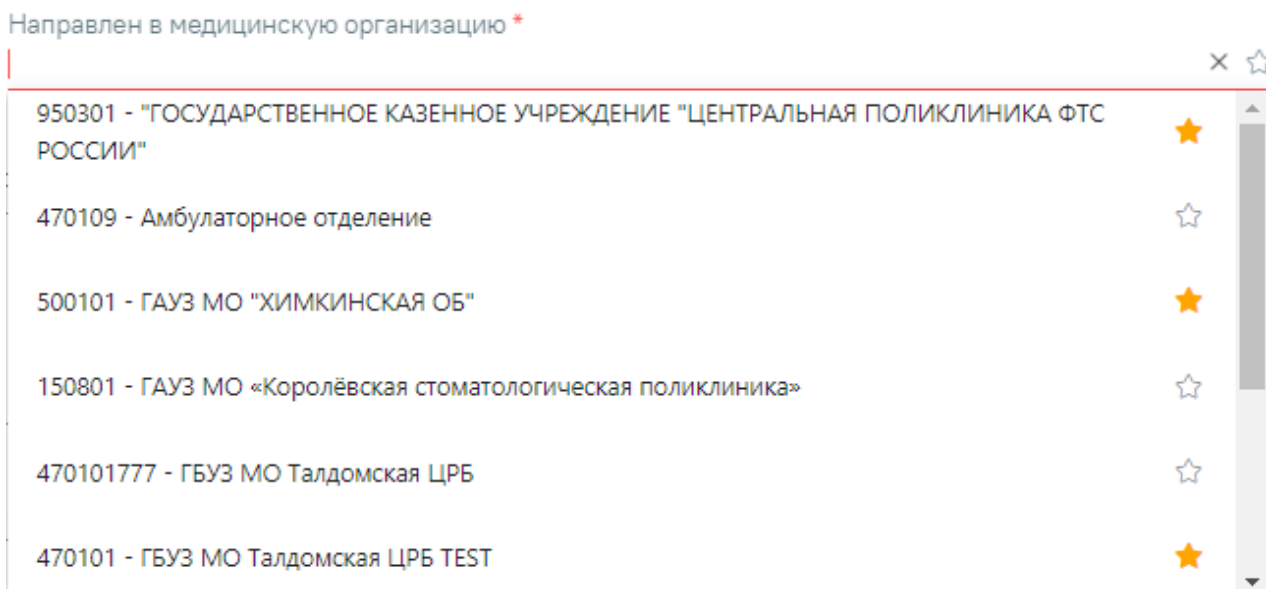 Направлен в медицинскую организацию *
950301 - "ГОСУДАРСТВЕННОЕ КАЗЕННОЕ УЧРЕЖДЕНИЕ "ЦЕНТРАЛЬНАЯ ПОЛИКЛИНИКА ФТС
РОССИИ"
470109 - Амбулаторное отделение
500101 - ГАУЗ МО "ХИМКИНСКАЯ ОБ"
150801 - ГАУЗ МО «Королёвская стоматологическая поликлиника»
470101777 - ГБУЗ МО Талдомская ЦРБ
470101 - ГБУЗ МО Талдомская ЦРБ TEST